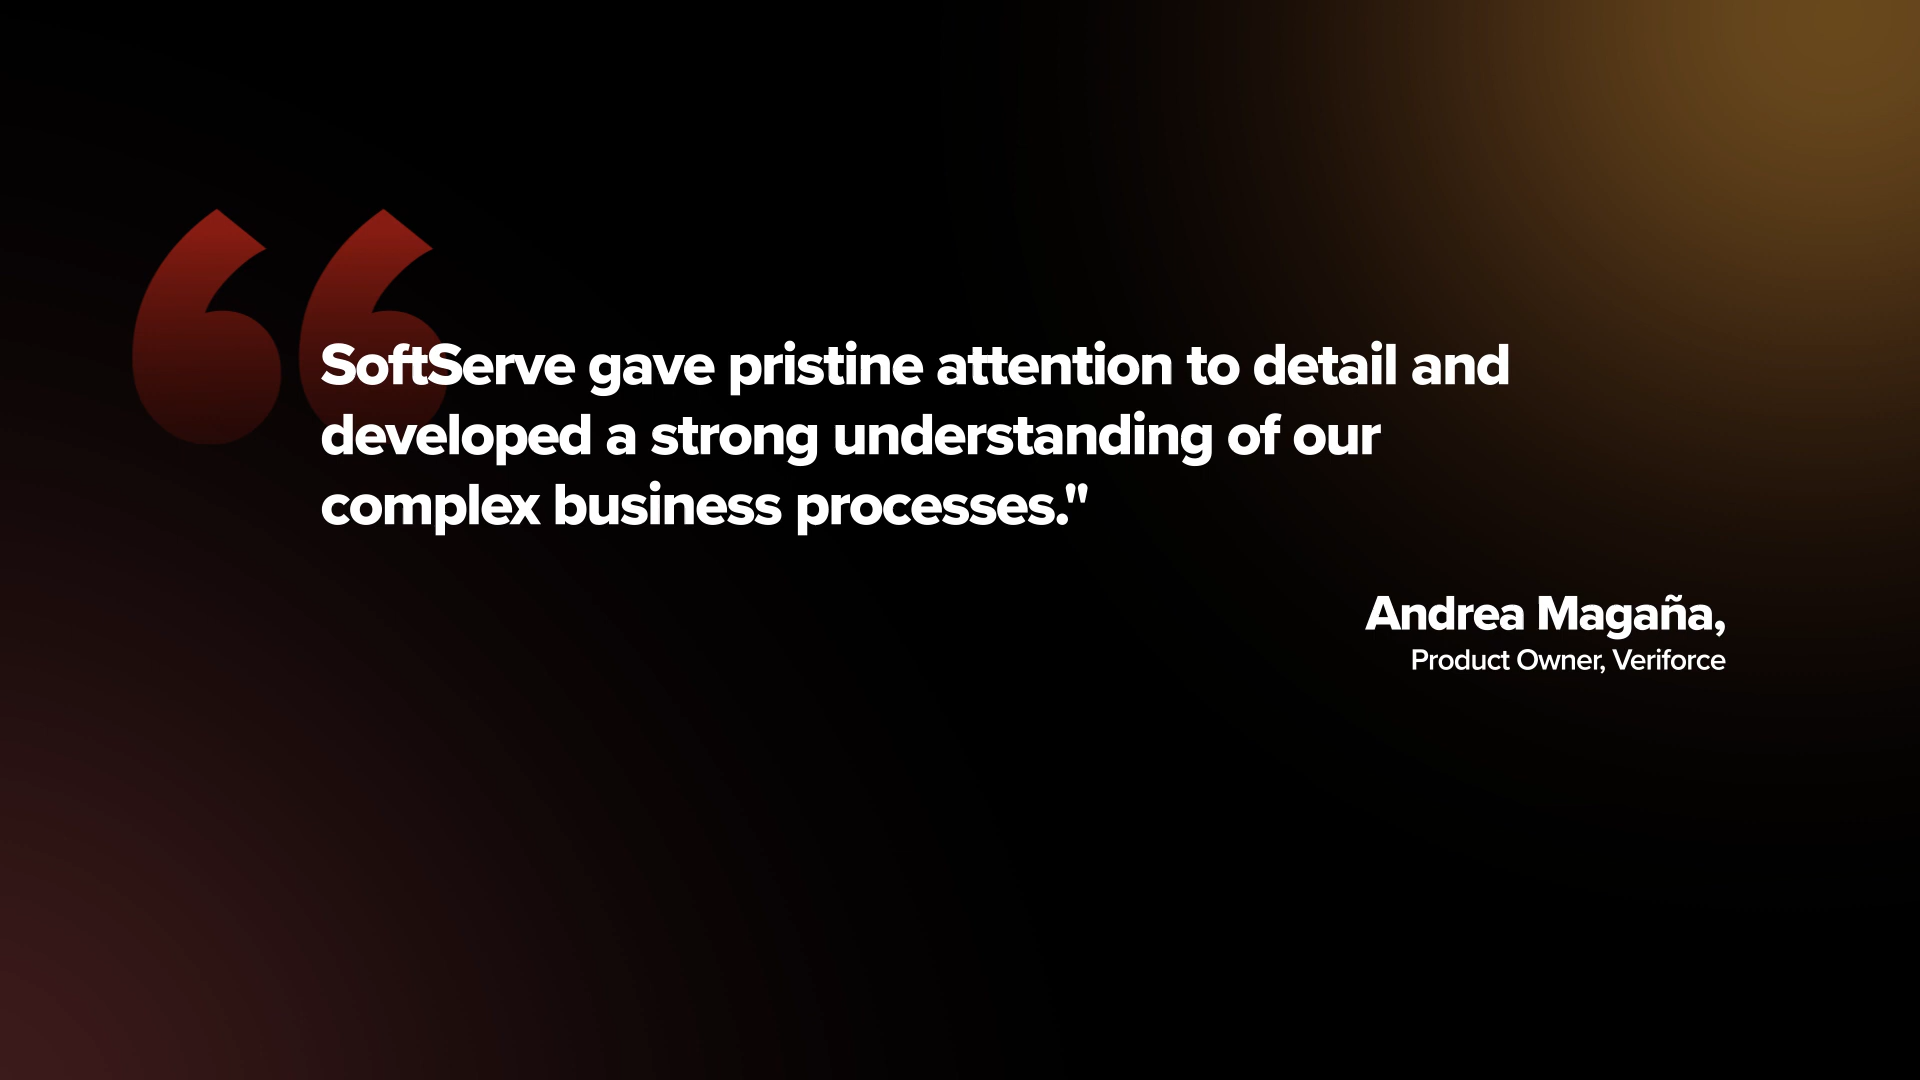 SoftServe gave pristine attention to detail and
developed a strong understanding of our
complex business processes."
Andrea Magaña,
Product Owner, Veriforce